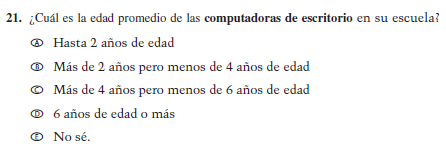 21. ¿Cuál es la edad promedio de las computadoras de escritorio en su escuela?
Ⓐ Hasta 2 años de edad
Ⓑ Más de 2 años pero menos de 4 años de edad
Ⓒ Más de 4 años pero menos de 6 años de edad
Ⓓ 6 años de edad o más
Ⓔ No sé.